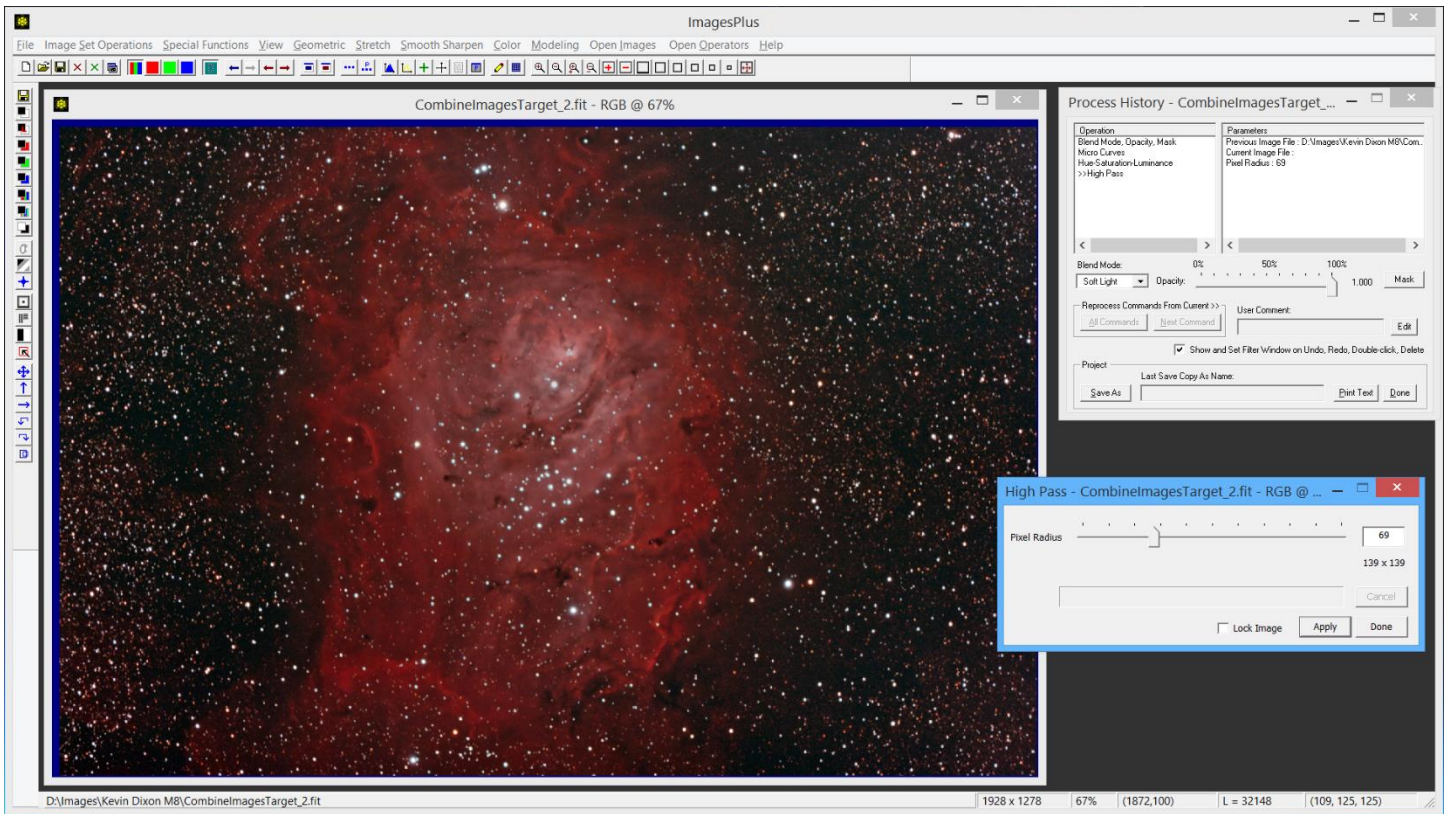 ImagesPlus
File Image Set Operations Special Functions View Geometric Stretch Smooth Sharpen Color Modeling Open Images Open Operators Help
CombineImagesTarget_2.fit - RGB @ 67%
Process History - CombineImagesTarget_...
Operation
Blend Mode, Opacity, Mask
Micro Curves
Hue-Saturation-Luminance
>>High Pass
Parameters
Previous Image File : D:\Images\Kevin Dixon M8\Com..
Current Image File :
Pixel Radius : 69
Blend Mode: 0% 50% 100%
Soft Light Opacity: 1.000 Mask
Reprocess Commands From Current >>
All Commands Next Command
User Comment:
Edit
Show and Set Filter Window on Undo, Redo, Double-click, Delete
Project
Last Save Copy As Name:
Save As Print Text Done
High Pass - CombineImagesTarget_2.fit - RGB @ ...
Pixel Radius 69
139 x 139
Cancel
Lock Image Apply Done
D:\Images\Kevin Dixon M8\CombineImagesTarget_2.fit 1928 x 1278 67% (1872,100) L = 32148 (109, 125, 125)